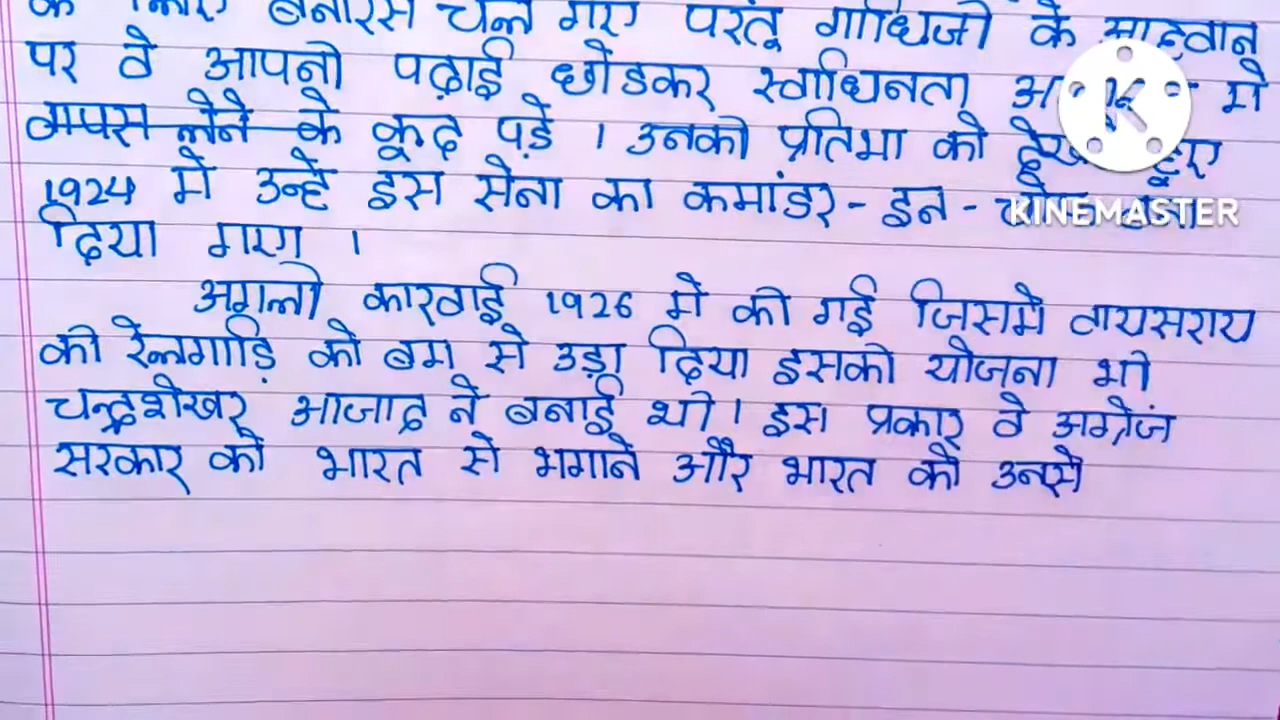 के लिए बनारस चले गए परंतु गांधिजी के आहवान
पर वे आपनी पढ़ाई छोडकर स्वाधिनता में
वापस लेने के कूद पड़े । उनकी प्रतिमा को हुए
1924 में उन्हें इस सेना का कमांडर - इन -
दिया गया ।
अगली कारवाई 1926 में की गई जिसमें वायसराय
की रेलगाड़ि को बम से उड़ा दिया इसकी योजना भी
चन्द्रशेखर आजाद ने बनाई थी । इस प्रकार वे अंग्रेज
सरकार को भारत से भगाने और भारत को उनसे
K
KINEMASTER